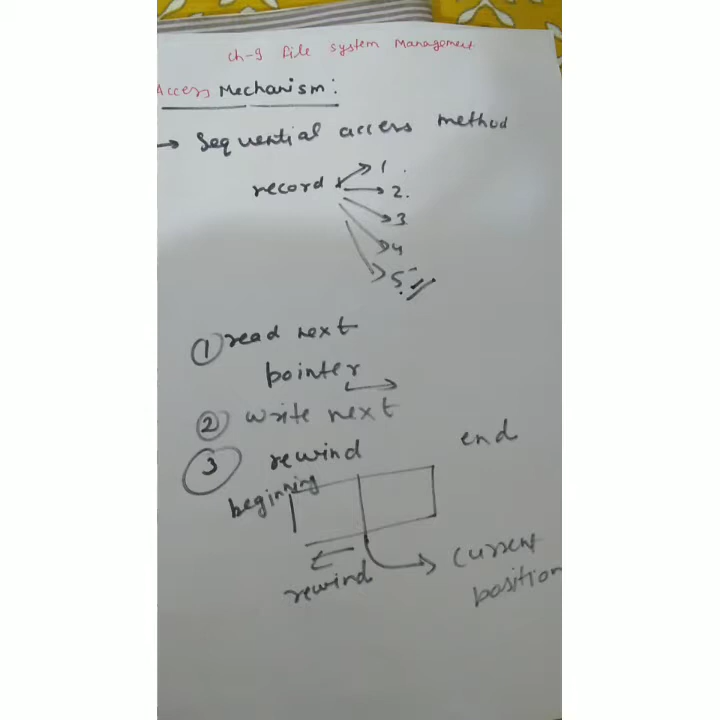 Ch-9 File System Management
Access Mechanism:
→ Sequential access method
record
1.
2.
3
4
5.
① read next
pointer
② write next
③ rewind
end
beginning
rewind
current
position